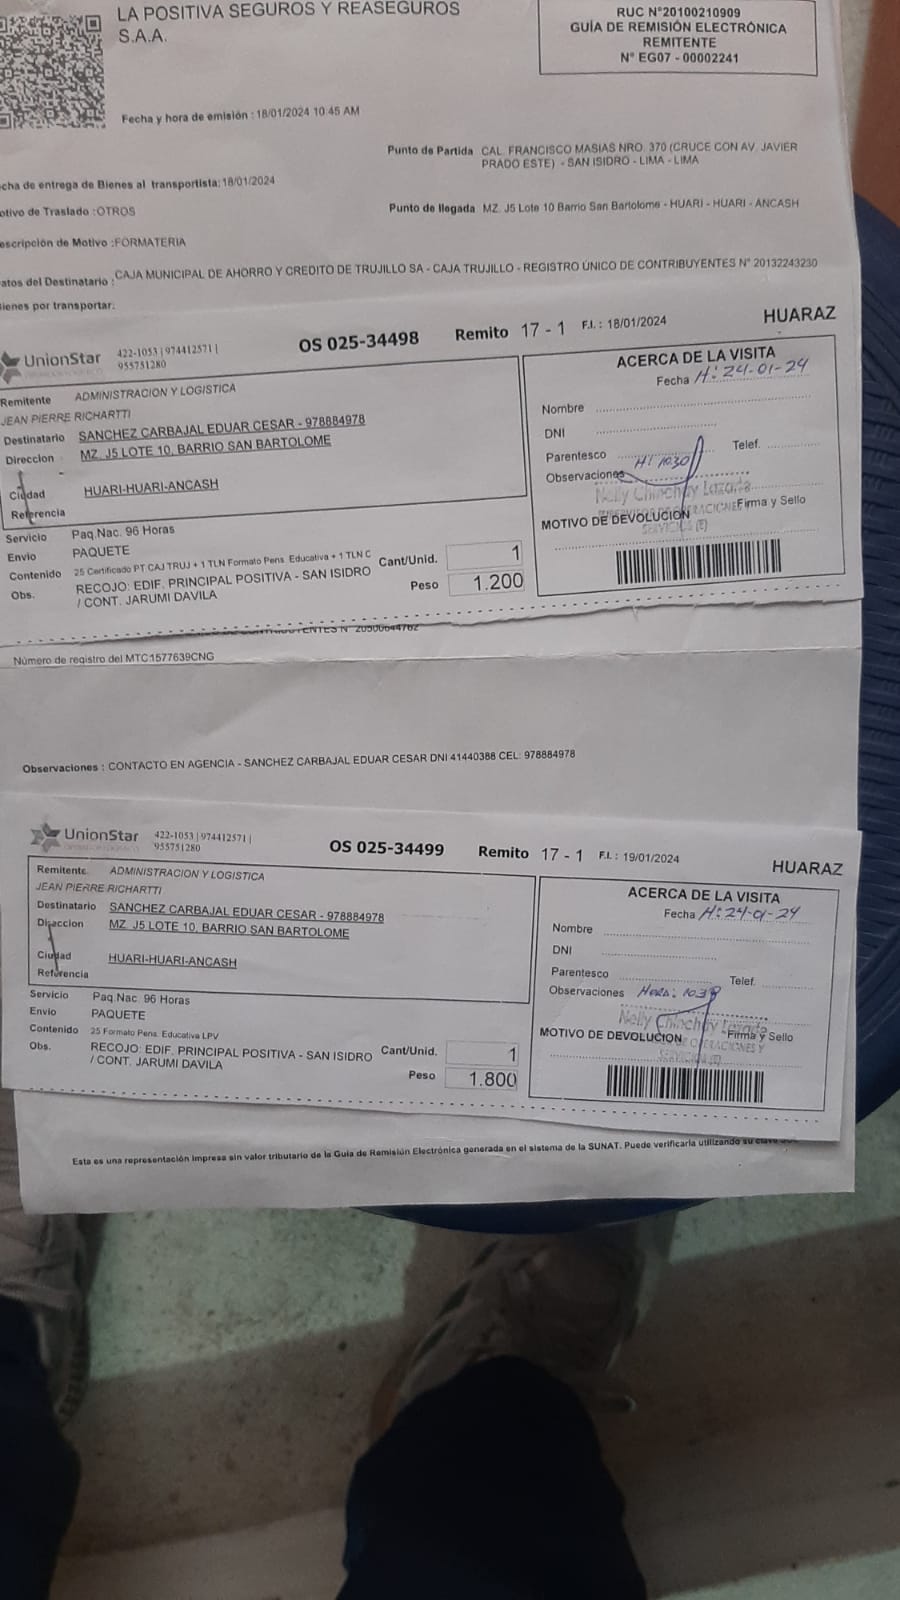 LA POSITIVA SEGUROS Y REASEGUROS
S.A.A.
RUC N°20100210909
GUÍA DE REMISIÓN ELECTRÓNICA
REMITENTE
N° EG07 - 00002241
Fecha y hora de emisión : 18/01/2024 10:45 AM
Punto de Partida CAL. FRANCISCO MASIAS NRO. 370 (CRUCE CON AV. JAVIER
PRADO ESTE) - SAN ISIDRO - LIMA - LIMA
cha de entrega de Bienes al transportista:18/01/2024
Punto de llegada MZ. J5 Lote 10 Barrio San Bartolome - HUARI - HUARI - ANCASH
otivo de Traslado :OTROS
escripción de Motivo :FORMATERIA
atos del Destinatario : CAJA MUNICIPAL DE AHORRO Y CREDITO DE TRUJILLO SA - CAJA TRUJILLO - REGISTRO ÚNICO DE CONTRIBUYENTES N° 20132243230
ienes por transportar:
UnionStar 422-1053 | 974412571 |
955751280
OS 025-34498 Remito 17 - 1 F.I. : 18/01/2024 HUARAZ
Remitente ADMINISTRACION Y LOGISTICA
JEAN PIERRE RICHARTTI
Destinatario SANCHEZ CARBAJAL EDUAR CESAR - 978884978
Direccion MZ. J5 LOTE 10, BARRIO SAN BARTOLOME
Ciudad HUARI-HUARI-ANCASH
Referencia
Servicio Paq.Nac. 96 Horas
Envio PAQUETE
Contenido 25 Certificado PT CAJ TRUJ + 1 TLN Formato Pens. Educativa + 1 TLN C
Obs. RECOJO: EDIF. PRINCIPAL POSITIVA - SAN ISIDRO
/ CONT. JARUMI DAVILA
Cant/Unid. 1
Peso 1.200
ACERCA DE LA VISITA
Fecha H: 24-01-24
Nombre
DNI
Parentesco Telef.
Observaciones H: 1030
Nelly Chinchay Lozada
MOTIVO DE DEVOLUCION Firma y Sello
Número de registro del MTC:1577639CNG
Observaciones : CONTACTO EN AGENCIA - SANCHEZ CARBAJAL EDUAR CESAR DNI 41440388 CEL: 978884978
UnionStar 422-1053 | 974412571 |
955751280
OS 025-34499 Remito 17 - 1 F.I. : 19/01/2024 HUARAZ
Remitente ADMINISTRACION Y LOGISTICA
JEAN PIERRE RICHARTTI
Destinatario SANCHEZ CARBAJAL EDUAR CESAR - 978884978
Direccion MZ. J5 LOTE 10, BARRIO SAN BARTOLOME
Ciudad HUARI-HUARI-ANCASH
Referencia
Servicio Paq.Nac. 96 Horas
Envio PAQUETE
Contenido 25 Formato Pens. Educativa LPV
Obs. RECOJO: EDIF. PRINCIPAL POSITIVA - SAN ISIDRO
/ CONT. JARUMI DAVILA
Cant/Unid. 1
Peso 1.800
ACERCA DE LA VISITA
Fecha H: 24-01-24
Nombre
DNI
Parentesco Telef.
Observaciones Hora: 1030
Nelly Chinchay Lozada
MOTIVO DE DEVOLUCION Firma y Sello
Esta es una representación impresa sin valor tributario de la Guía de Remisión Electrónica generada en el sistema de la SUNAT. Puede verificarla utilizando su clave SOL